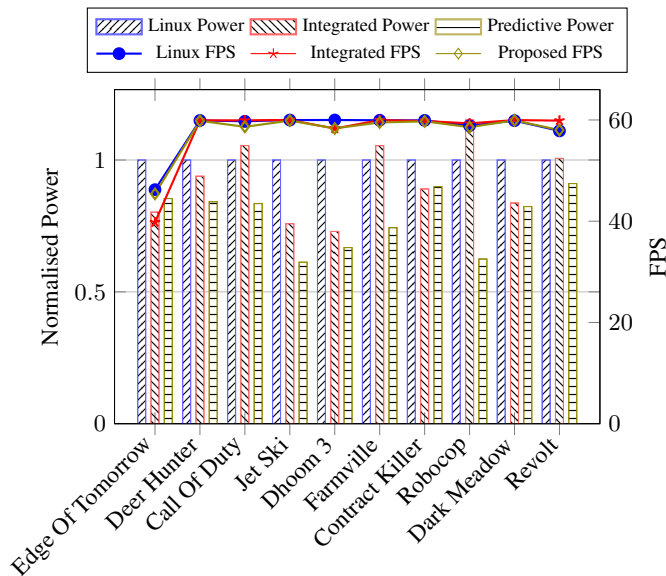 Linux Power Integrated Power Predictive Power
Linux FPS Integrated FPS Proposed FPS
Normalised Power
1
0.5
0
60
40
20
0
FPS
Edge Of Tomorrow
Deer Hunter
Call Of Duty
Jet Ski
Dhoom 3
Farmville
Contract Killer
Robocop
Dark Meadow
Revolt